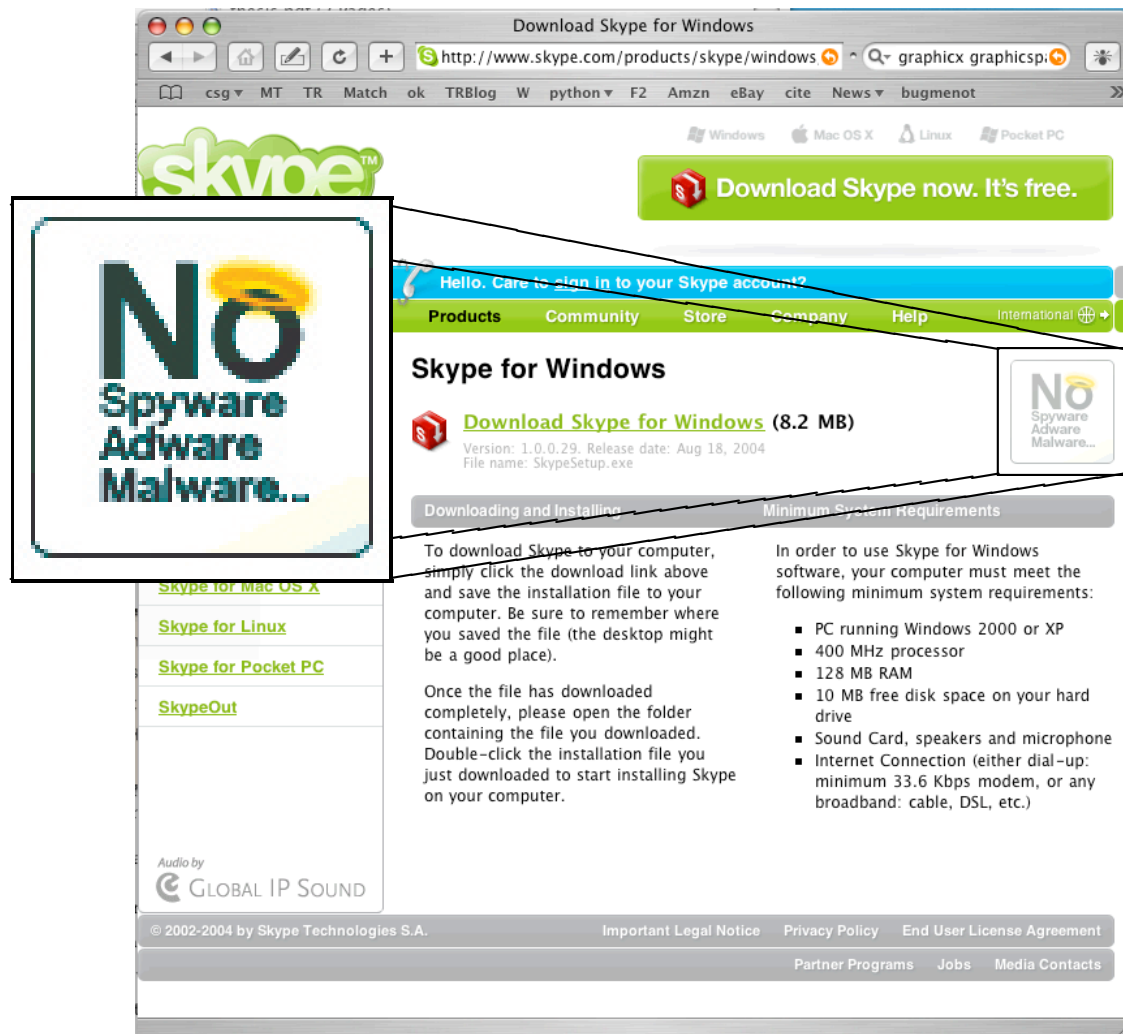 Download Skype for Windows
http://www.skype.com/products/skype/windows
graphicx graphicspa
csg MT TR Match ok TRBlog W python F2 Amzn eBay cite News bugmenot
skype™
Windows Mac OS X Linux Pocket PC
Download Skype now. It's free.
Hello. Care to sign in to your Skype account?
Products Community Store Company Help International
No
Spyware
Adware
Malware...
Skype for Windows
Download Skype for Windows (8.2 MB)
Version: 1.0.0.29. Release date: Aug 18, 2004
File name: SkypeSetup.exe
No
Spyware
Adware
Malware...
Downloading and Installing
To download Skype to your computer,
simply click the download link above
and save the installation file to your
computer. Be sure to remember where
you saved the file (the desktop might
be a good place).
Once the file has downloaded
completely, please open the folder
containing the file you downloaded.
Double-click the installation file you
just downloaded to start installing Skype
on your computer.
Minimum System Requirements
In order to use Skype for Windows
software, your computer must meet the
following minimum system requirements:
PC running Windows 2000 or XP
400 MHz processor
128 MB RAM
10 MB free disk space on your hard
drive
Sound Card, speakers and microphone
Internet Connection (either dial-up:
minimum 33.6 Kbps modem, or any
broadband: cable, DSL, etc.)
Skype for Mac OS X
Skype for Linux
Skype for Pocket PC
SkypeOut
Audio by
GLOBAL IP SOUND
© 2002-2004 by Skype Technologies S.A.
Important Legal Notice Privacy Policy End User License Agreement
Partner Programs Jobs Media Contacts